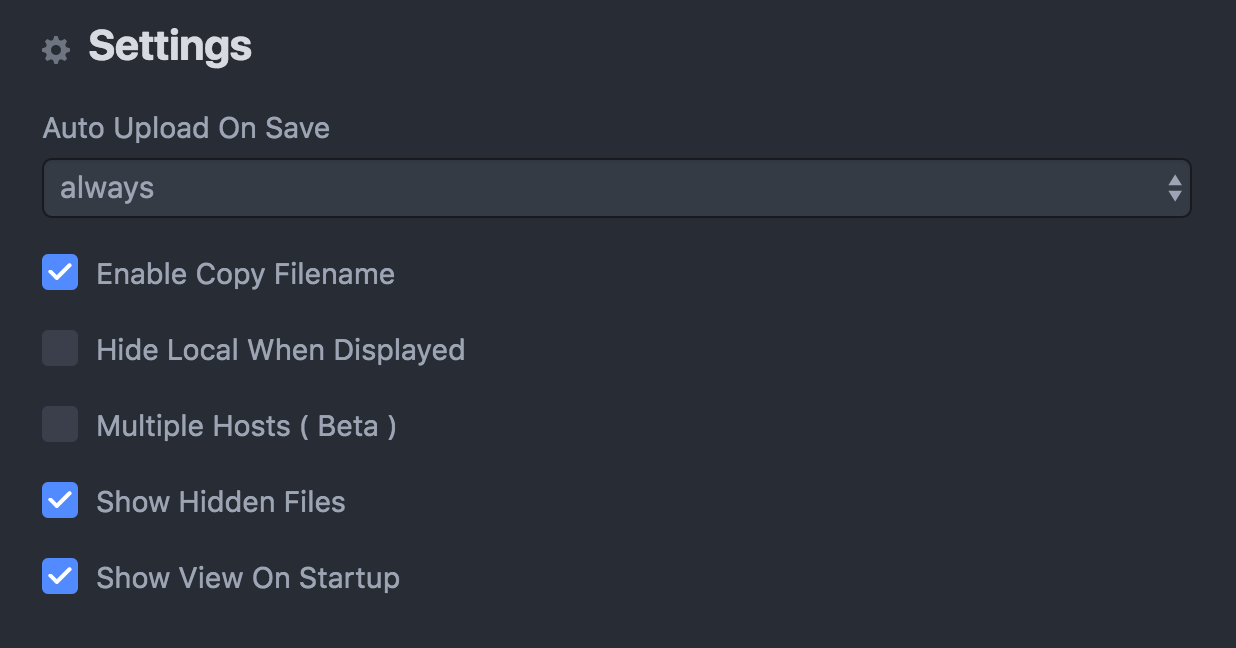 Settings
Auto Upload On Save
always
Enable Copy Filename
Hide Local When Displayed
Multiple Hosts ( Beta )
Show Hidden Files
Show View On Startup